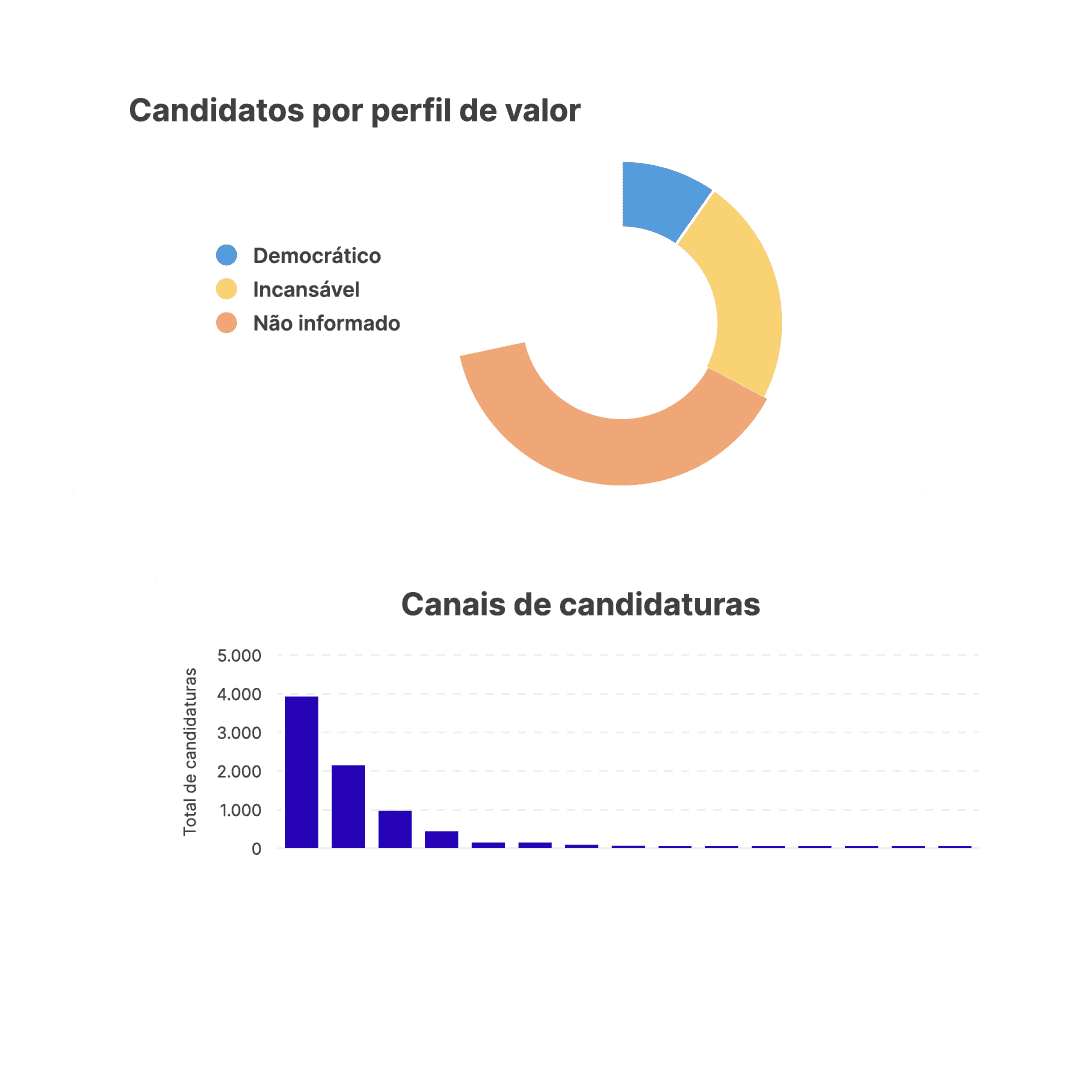 Candidatos por perfil de valor
Democrático
Incansável
Não informado
Canais de candidaturas
Total de candidaturas
5.000
4.000
3.000
2.000
1.000
0